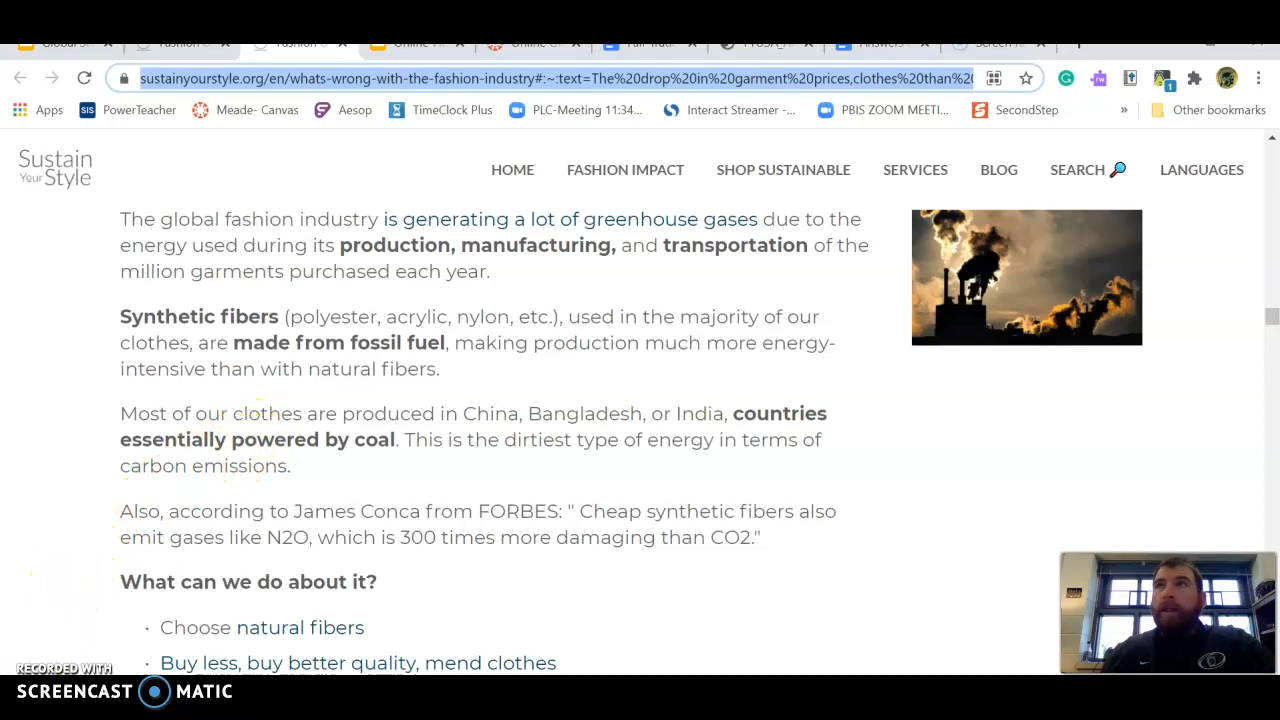 sustainyourstyle.org/en/whats-wrong-with-the-fashion-industry#:~:text=The%20drop%20in%20garment%20prices,clothes%20than%20
Apps PowerTeacher Meade- Canvas Aesop TimeClock Plus PLC-Meeting 11:34... Interact Streamer -... PBIS ZOOM MEETI... SecondStep » Other bookmarks
Sustain
Your Style
HOME FASHION IMPACT SHOP SUSTAINABLE SERVICES BLOG SEARCH LANGUAGES
The global fashion industry is generating a lot of greenhouse gases due to the
energy used during its production, manufacturing, and transportation of the
million garments purchased each year.
Synthetic fibers (polyester, acrylic, nylon, etc.), used in the majority of our
clothes, are made from fossil fuel, making production much more energy-
intensive than with natural fibers.
Most of our clothes are produced in China, Bangladesh, or India, countries
essentially powered by coal. This is the dirtiest type of energy in terms of
carbon emissions.
Also, according to James Conca from FORBES: " Cheap synthetic fibers also
emit gases like N2O, which is 300 times more damaging than CO2."
What can we do about it?
· Choose natural fibers
· Buy less, buy better quality, mend clothes
RECORDED WITH
SCREENCAST MATIC